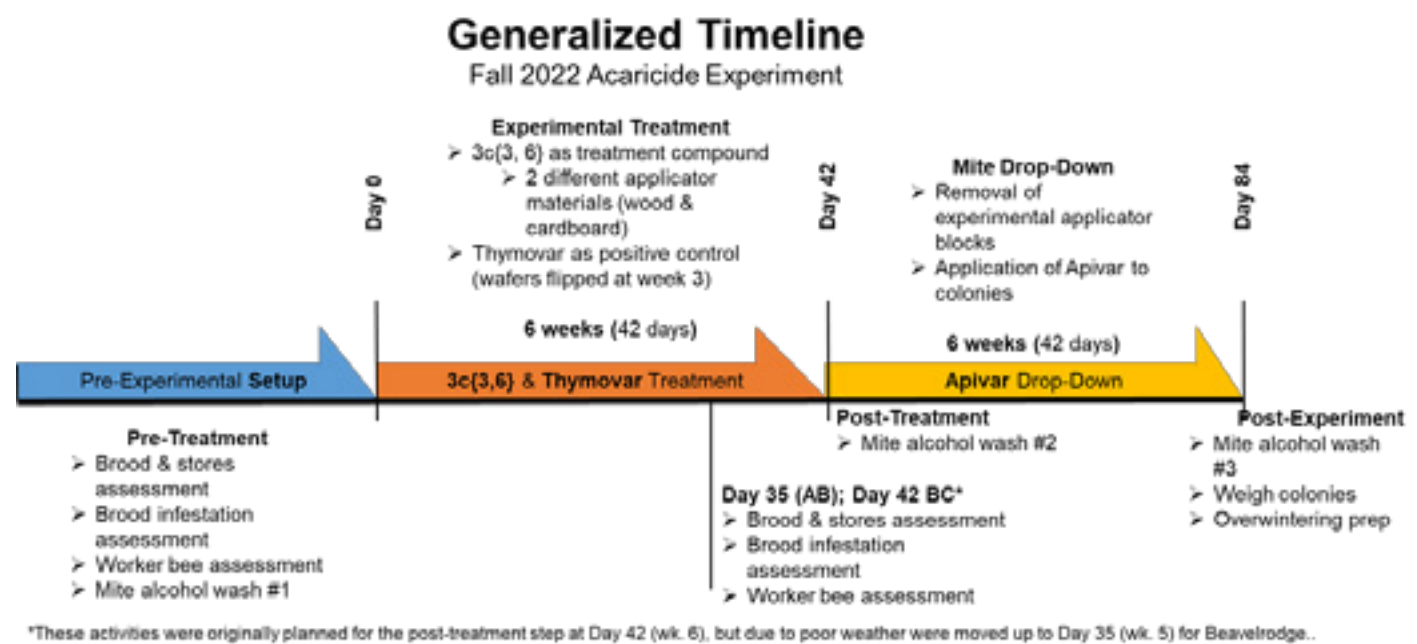 Generalized Timeline
Fall 2022 Acaricide Experiment
Experimental Treatment
➢ 3c{3, 6} as treatment compound
➢ 2 different applicator
materials (wood &
cardboard)
➢ Thymovar as positive control
(wafers flipped at week 3)
Mite Drop-Down
➢ Removal of
experimental applicator
blocks
➢ Application of Apivar to
colonies
Day 0
Day 42
Day 84
6 weeks (42 days)
6 weeks (42 days)
Pre-Experimental Setup
3c{3,6} & Thymovar Treatment
Apivar Drop-Down
Pre-Treatment
➢ Brood & stores
assessment
➢ Brood infestation
assessment
➢ Worker bee assessment
➢ Mite alcohol wash #1
Day 35 (AB); Day 42 BC*
➢ Brood & stores assessment
➢ Brood infestation
assessment
➢ Worker bee assessment
Post-Treatment
➢ Mite alcohol wash #2
Post-Experiment
➢ Mite alcohol wash
#3
➢ Weigh colonies
➢ Overwintering prep
*These activities were originally planned for the post-treatment step at Day 42 (wk. 6), but due to poor weather were moved up to Day 35 (wk. 5) for Beavelrodge..